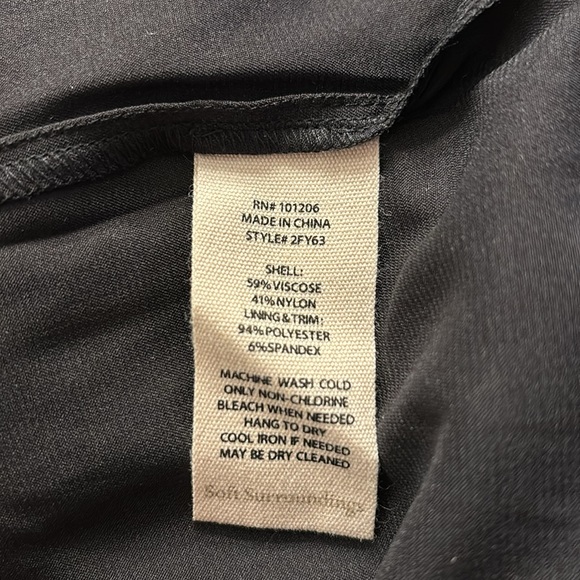 RN# 101206
MADE IN CHINA
STYLE# 2FY63
SHELL:
59% VISCOSE
41% NYLON
LINING & TRIM:
94% POLYESTER
6% SPANDEX
MACHINE WASH COLD
ONLY NON-CHLORINE
BLEACH WHEN NEEDED
HANG TO DRY
COOL IRON IF NEEDED
MAY BE DRY CLEANED
Soft Surroundings